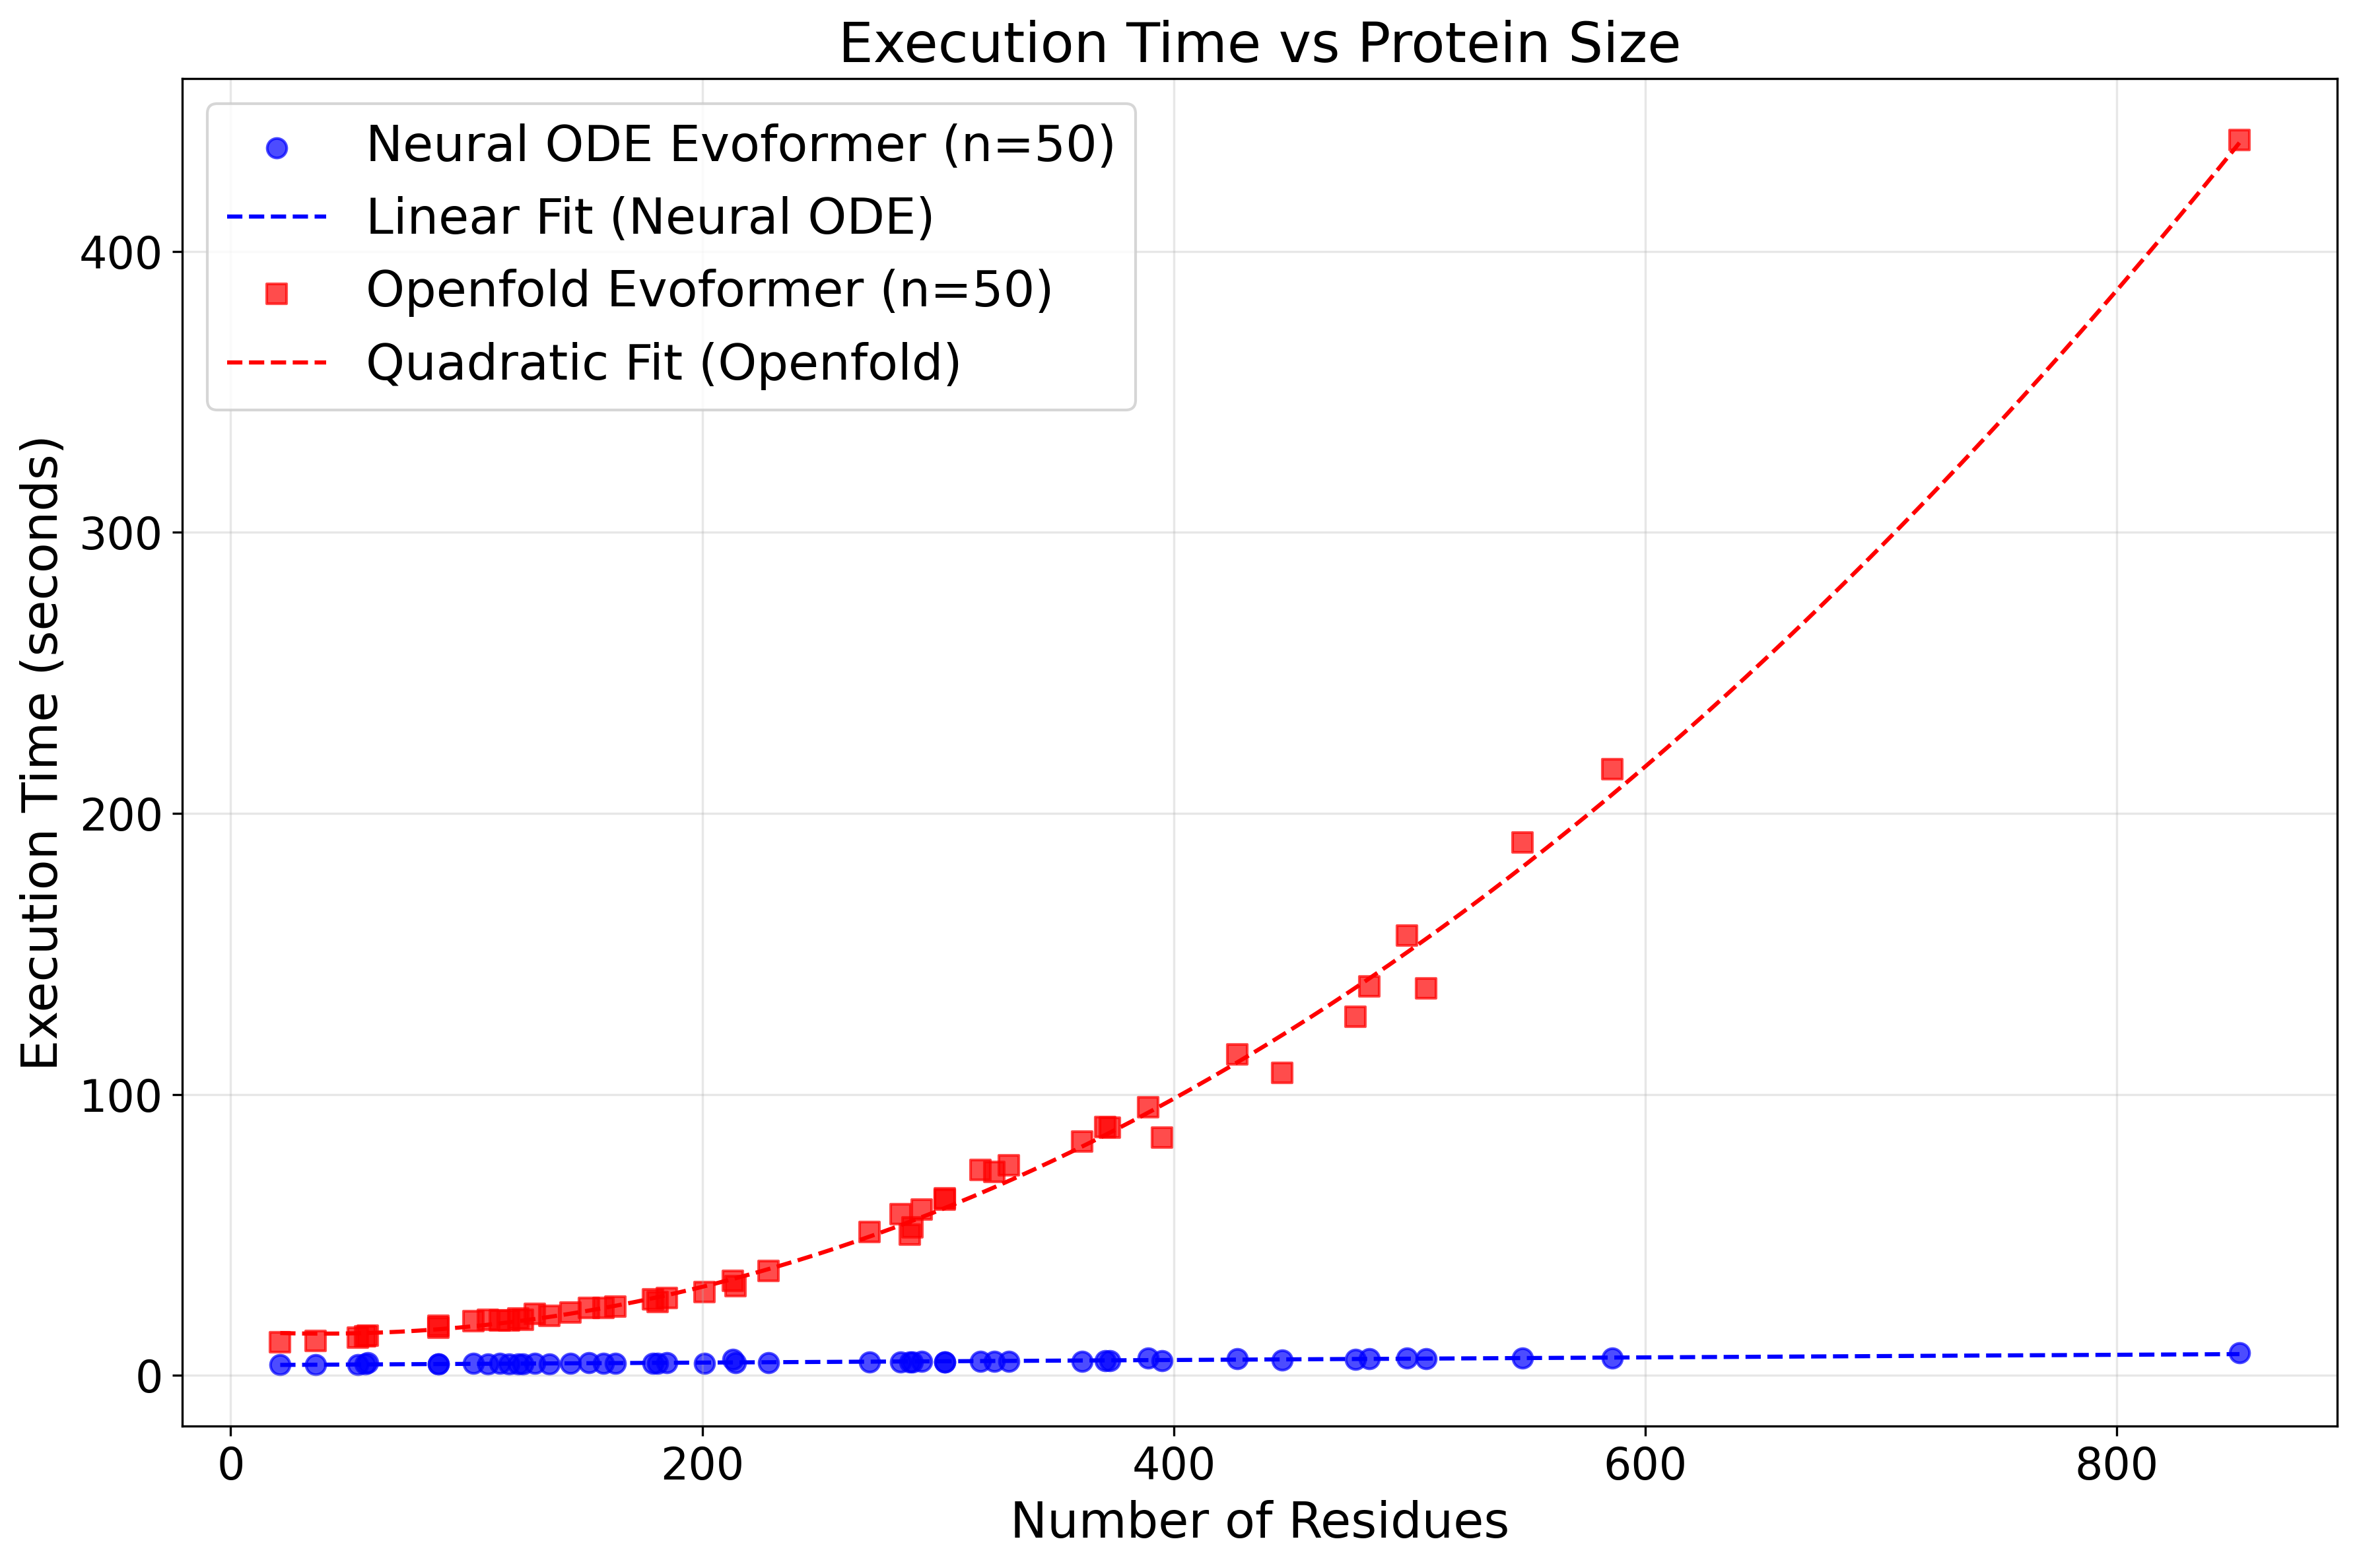 Execution Time vs Protein Size
Neural ODE Evoformer (n=50)
Linear Fit (Neural ODE)
Openfold Evoformer (n=50)
Quadratic Fit (Openfold)
Execution Time (seconds)
400
300
200
100
0
0 200 400 600 800
Number of Residues